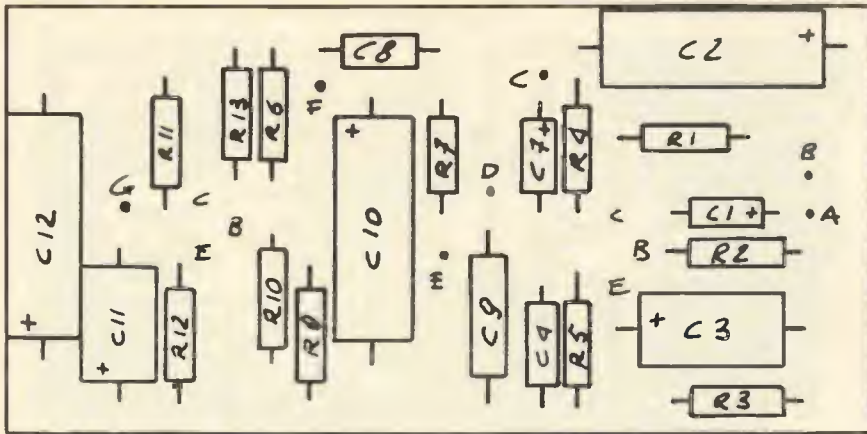 C8
C2
+
C
R13
R6
F
R11
+
R7
C7
+
R4
R1
B
D
G
C
C12
B
C10
C
C1
+
A
E
E
B
R2
R10
C9
E
+
C11
+
R12
R9
C4
R5
+
C3
R3